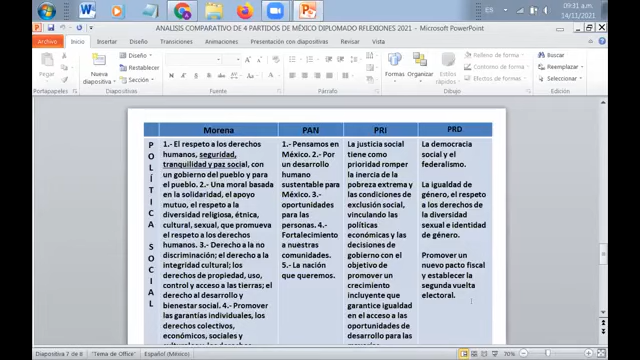 ES
09:31 a. m.
14/11/2021
ANALISIS COMPARATIVO DE 4 PARTIDOS DE MÉXICO DIPLOMADO RFLEXIONES 2021 - Microsoft PowerPoint
Archivo Inicio Insertar Diseño Transiciones Animaciones Presentación con diapositivas Revisar Vista
Pegar
Nueva diapositiva
Diseño
Restablecer
Sección
Formas
Organizar
Estilos rápidos
Relleno de forma
Contorno de forma
Efectos de formas
Buscar
Reemplazar
Seleccionar
Portapapeles
Diapositivas
Fuente
Párrafo
Dibujo
Edición
Morena PAN PRI PRD
POLÍTICA SOCIAL
1.- El respeto a los derechos
humanos, seguridad,
tranquilidad y paz social, con
un gobierno del pueblo y para
el pueblo. 2.- Una moral basada
en la solidaridad, el apoyo
mutuo, el respeto a la
diversidad religiosa, étnica,
cultural, sexual, que promueva
el respeto a los derechos
humanos. 3.- Derecho a la no
discriminación; el derecho a la
integridad cultural; los
derechos de propiedad, uso,
control y acceso a las tierras; el
derecho al desarrollo y
bienestar social. 4.- Promover
las garantías individuales, los
derechos colectivos,
económicos, sociales y
1.- Pensamos en
México. 2.- Por
un desarrollo
humano
sustentable para
México. 3.-
oportunidades
para las
personas. 4.-
Fortalecimiento
a nuestras
comunidades.
5.- La nación
que queremos.
La justicia social
tiene como
prioridad romper
la inercia de la
pobreza extrema y
las condiciones de
exclusión social,
vinculando las
políticas
económicas y las
decisiones de
gobierno con el
objetivo de
promover un
crecimiento
incluyente que
garantice igualdad
en el acceso a las
oportunidades de
desarrollo para las
La democracia
social y el
federalismo.
La igualdad de
género, el respeto
a los derechos de
la diversidad
sexual e identidad
de género.
Promover un
nuevo pacto fiscal
y establecer la
segunda vuelta
electoral.
Diapositiva 7 de 8 "Tema de Office" Español (México) 70%